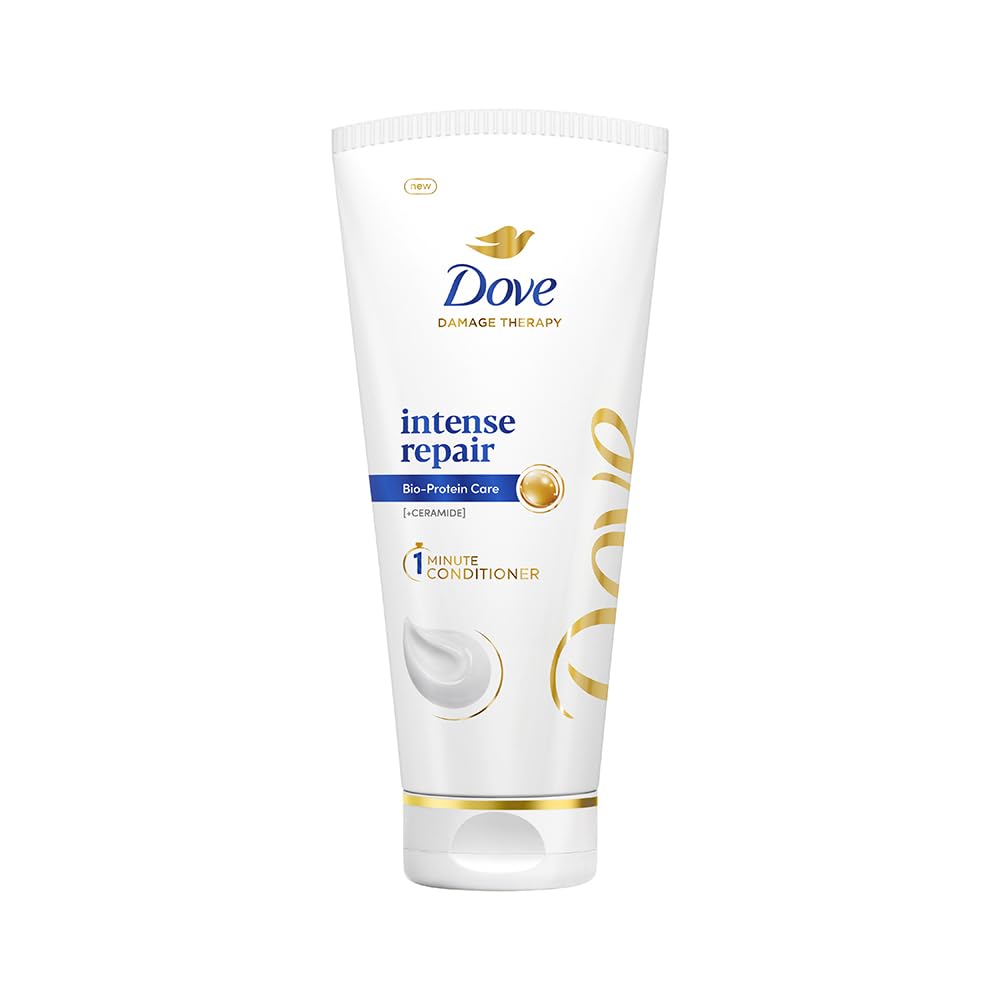 new
Dove
DAMAGE THERAPY
intense
repair
Bio-Protein Care
[+CERAMIDE]
1 MINUTE
CONDITIONER
Dove